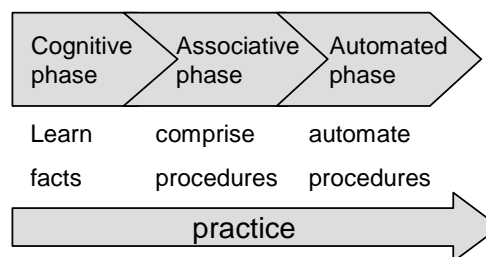 Cognitive phase
Associative phase
Automated phase
Learn facts
comprise procedures
automate procedures
practice